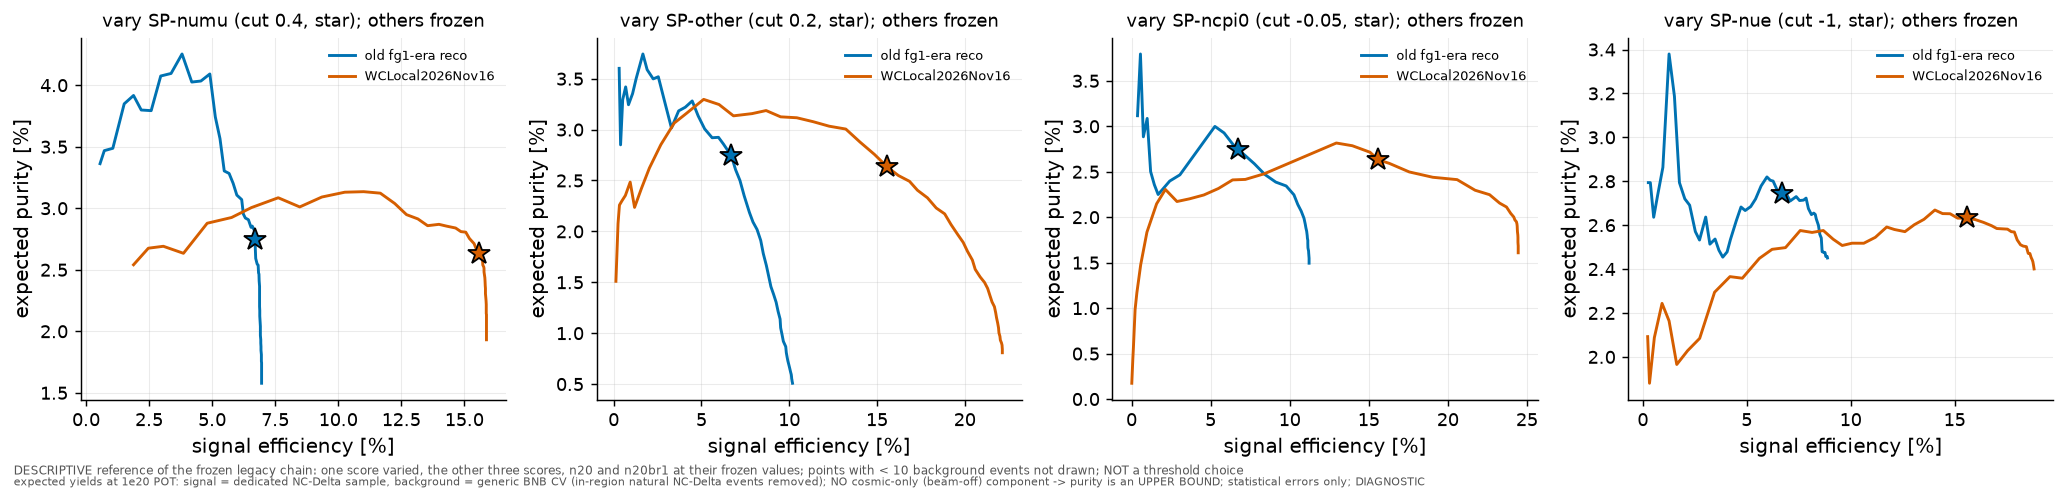 vary SP-numu (cut 0.4, star); others frozen
old fg1-era reco
WCLocal2026Nov16
expected purity [%]
4.0
3.5
3.0
2.5
2.0
1.5
0.0 2.5 5.0 7.5 10.0 12.5 15.0
signal efficiency [%]
vary SP-other (cut 0.2, star); others frozen
old fg1-era reco
WCLocal2026Nov16
expected purity [%]
3.5
3.0
2.5
2.0
1.5
1.0
0.5
0 5 10 15 20
signal efficiency [%]
vary SP-ncpi0 (cut -0.05, star); others frozen
old fg1-era reco
WCLocal2026Nov16
expected purity [%]
3.5
3.0
2.5
2.0
1.5
1.0
0.5
0.0
0 5 10 15 20 25
signal efficiency [%]
vary SP-nue (cut -1, star); others frozen
old fg1-era reco
WCLocal2026Nov16
expected purity [%]
3.4
3.2
3.0
2.8
2.6
2.4
2.2
2.0
0 5 10 15
signal efficiency [%]
DESCRIPTIVE reference of the frozen legacy chain: one score varied, the other three scores, n20 and n20br1 at their frozen values; points with < 10 background events not drawn; NOT a threshold choice
expected yields at 1e20 POT: signal = dedicated NC-Delta sample, background = generic BNB CV (in-region natural NC-Delta events removed); NO cosmic-only (beam-off) component -> purity is an UPPER BOUND; statistical errors only; DIAGNOSTIC